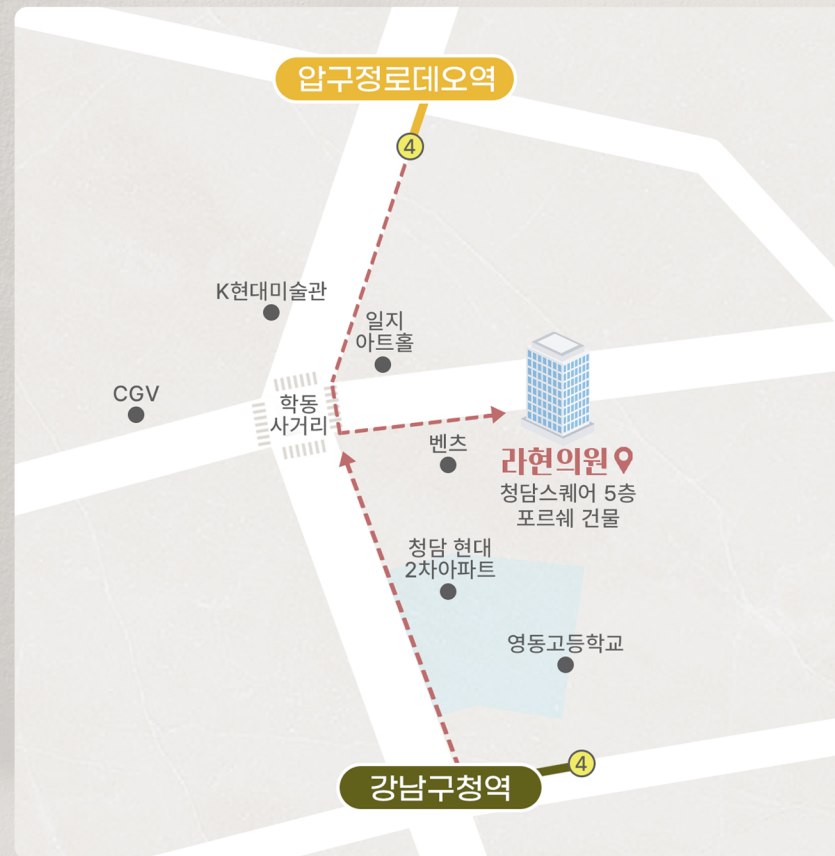 압구정로데오역
4
K현대미술관
일지
아트홀
CGV
학동
사거리
벤츠
라현의원
청담스퀘어 5층
포르쉐 건물
청담 현대
2차아파트
영동고등학교
4
강남구청역